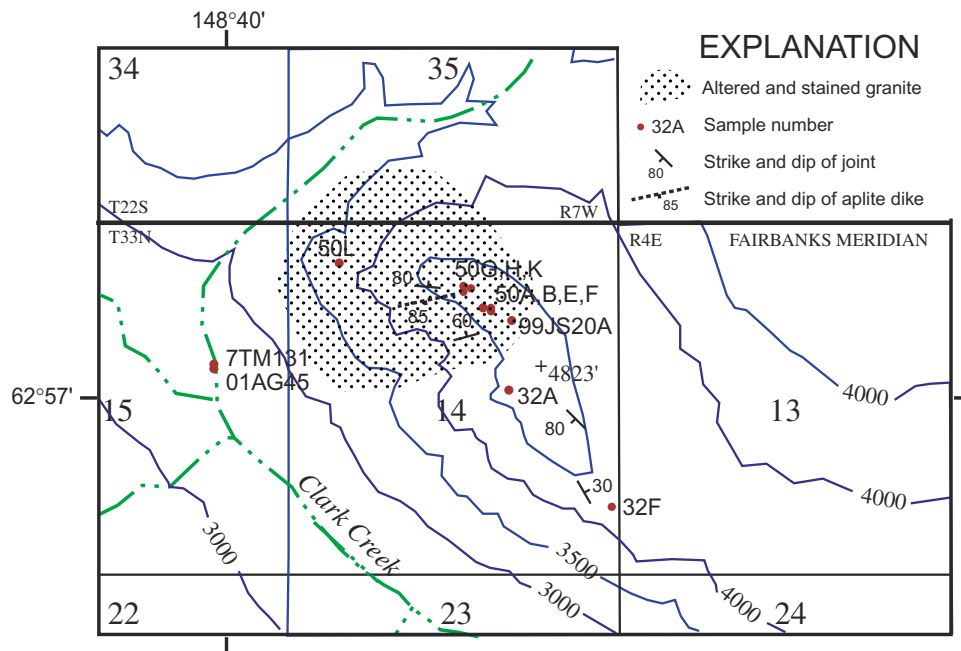 148°40'
EXPLANATION
34
35
Altered and stained granite
32A
Sample number
80
Strike and dip of joint
85
Strike and dip of aplite dike
T22S
R7W
T33N
R4E
FAIRBANKS MERIDIAN
50L
80
50G,H,K
50A,B,E,F
85
60
99JS20A
7TM131
01AG45
+4823'
62°57'
15
32A
14
13
4000
80
30
4000
32F
Clark Creek
3000
3500
3000
4000
22
23
24